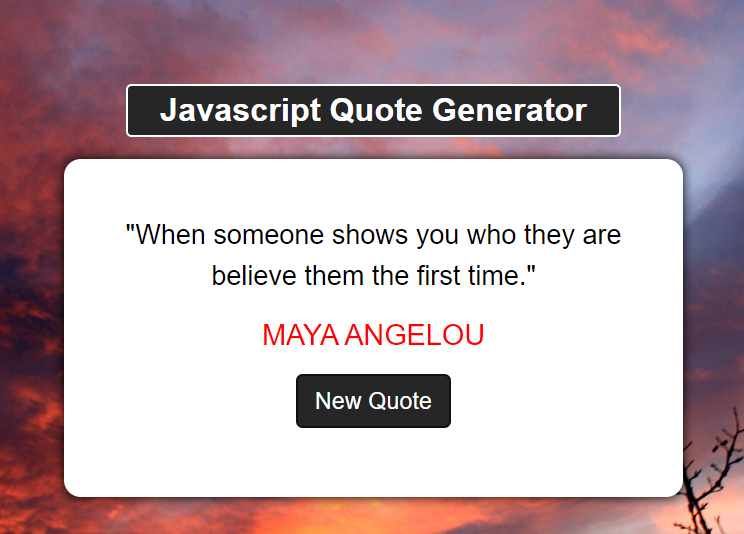 Javascript Quote Generator
"When someone shows you who they are
believe them the first time."
MAYA ANGELOU
New Quote